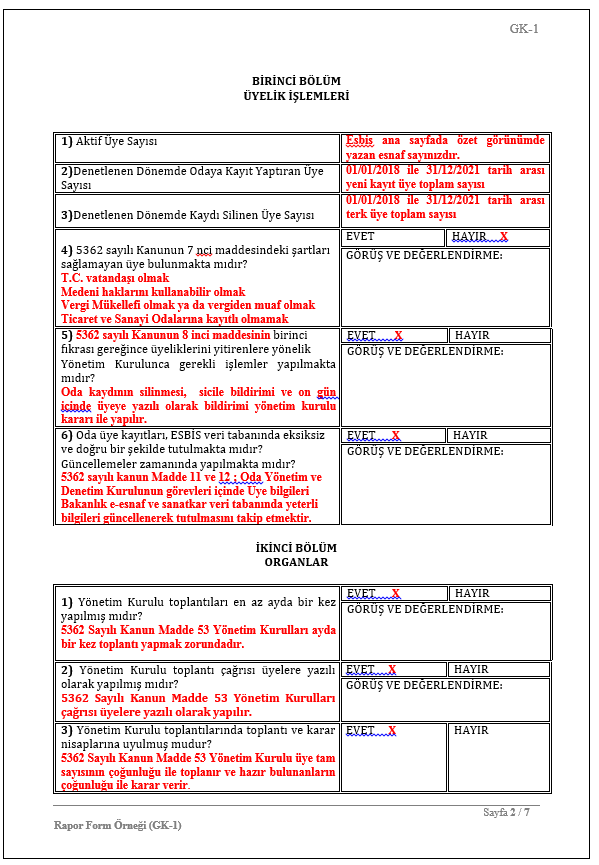 GK-1
BİRİNCİ BÖLÜM
ÜYELİK İŞLEMLERİ
1) Aktif Üye Sayısı
Esbis ana sayfada özet görünümde
yazan esnaf sayınızdır.
2)Denetlenen Dönemde Odaya Kayıt Yaptıran Üye
Sayısı
01/01/2018 ile 31/12/2021 tarih arası
yeni kayıt üye toplam sayısı
3)Denetlenen Dönemde Kaydı Silinen Üye Sayısı
01/01/2018 ile 31/12/2021 tarih arası
terk üye toplam sayısı
4) 5362 sayılı Kanunun 7 nci maddesindeki şartları
sağlamayan üye bulunmakta mıdır?
T.C. vatandaşı olmak
Medeni haklarını kullanabilir olmak
Vergi Mükellefi olmak ya da vergiden muaf olmak
Ticaret ve Sanayi Odalarına kayıtlı olmamak
EVET
HAYIR X
GÖRÜŞ VE DEĞERLENDİRME:
5) 5362 sayılı Kanunun 8 inci maddesinin birinci
fıkrası gereğince üyeliklerini yitirenlere yönelik
Yönetim Kurulunca gerekli işlemler yapılmakta
mıdır?
Oda kaydının silinmesi, sicile bildirimi ve on gün
içinde üyeye yazılı olarak bildirimi yönetim kurulu
kararı ile yapılır.
EVET X
HAYIR
GÖRÜŞ VE DEĞERLENDİRME:
6) Oda üye kayıtları, ESBİS veri tabanında eksiksiz
ve doğru bir şekilde tutulmakta mıdır?
Güncellemeler zamanında yapılmakta mıdır?
5362 sayılı kanun Madde 11 ve 12 : Oda Yönetim ve
Denetim Kurulunun görevleri içinde Üye bilgileri
Bakanlık e-esnaf ve sanatkar veri tabanında yeterli
bilgileri güncellenerek tutulmasını takip etmektir.
EVET X
HAYIR
GÖRÜŞ VE DEĞERLENDİRME:
İKİNCİ BÖLÜM
ORGANLAR
1) Yönetim Kurulu toplantıları en az ayda bir kez
yapılmış mıdır?
5362 Sayılı Kanun Madde 53 Yönetim Kurulları ayda
bir kez toplantı yapmak zorundadır.
EVET X
HAYIR
GÖRÜŞ VE DEĞERLENDİRME:
2) Yönetim Kurulu toplantı çağrısı üyelere yazılı
olarak yapılmış mıdır?
5362 Sayılı Kanun Madde 53 Yönetim Kurulları
çağrısı üyelere yazılı olarak yapılır.
EVET X
HAYIR
GÖRÜŞ VE DEĞERLENDİRME:
3) Yönetim Kurulu toplantılarında toplantı ve karar
nisaplarına uyulmuş mudur?
5362 Sayılı Kanun Madde 53 Yönetim Kurulu üye tam
sayısının çoğunluğu ile toplanır ve hazır bulunanların
çoğunluğu ile karar verir.
EVET X
HAYIR
Sayfa 2 / 7
Rapor Form Örneği (GK-1)